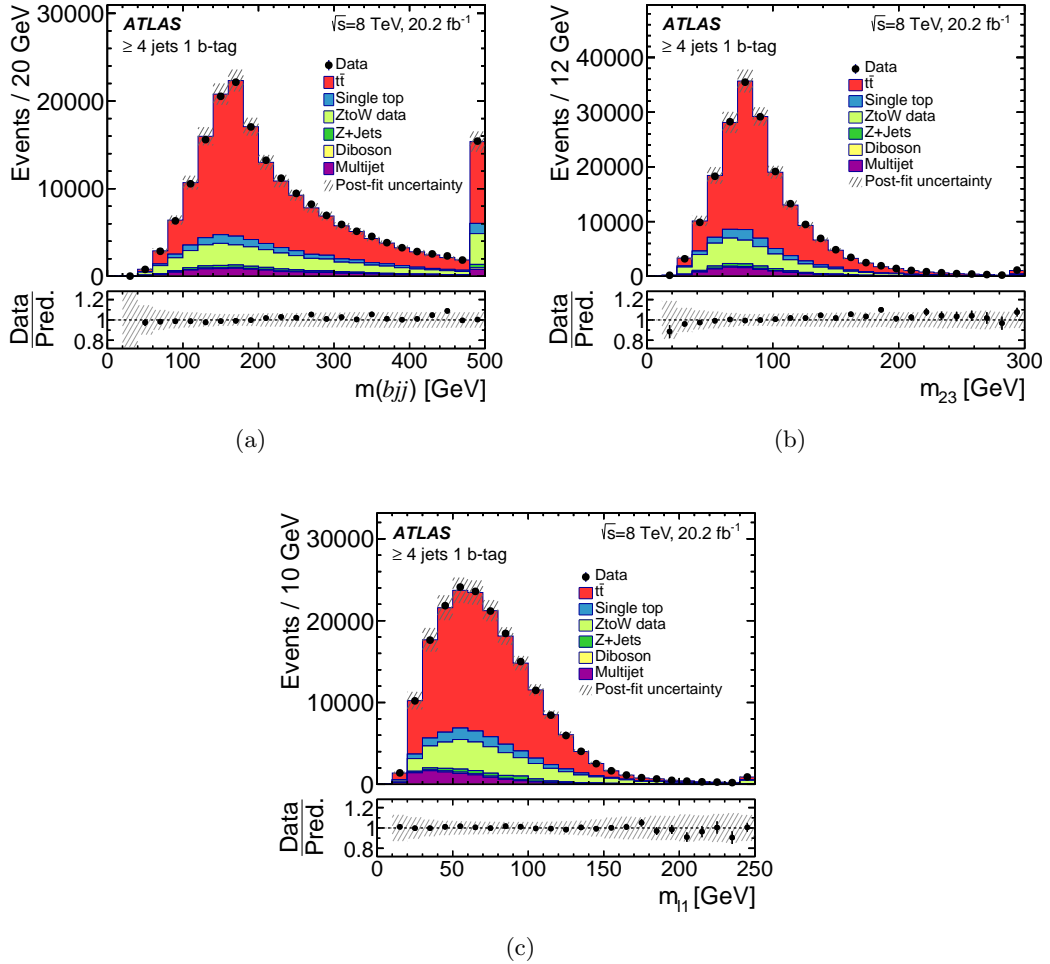 ATLAS
√s=8 TeV, 20.2 fb-1
≥ 4 jets 1 b-tag
Data
tt̄
Single top
ZtoW data
Z+Jets
Diboson
Multijet
Post-fit uncertainty
Events / 20 GeV
30000
20000
10000
0
Data
Pred.
1.2
1
0.8
0 100 200 300 400 500
m(bjj) [GeV]
(a)
ATLAS
√s=8 TeV, 20.2 fb-1
≥ 4 jets 1 b-tag
Data
tt̄
Single top
ZtoW data
Z+Jets
Diboson
Multijet
Post-fit uncertainty
Events / 12 GeV
40000
30000
20000
10000
0
Data
Pred.
1.2
1
0.8
0 100 200 300
m23 [GeV]
(b)
ATLAS
√s=8 TeV, 20.2 fb-1
≥ 4 jets 1 b-tag
Data
tt̄
Single top
ZtoW data
Z+Jets
Diboson
Multijet
Post-fit uncertainty
Events / 10 GeV
30000
20000
10000
0
Data
Pred.
1.2
1
0.8
0 50 100 150 200 250
ml1 [GeV]
(c)